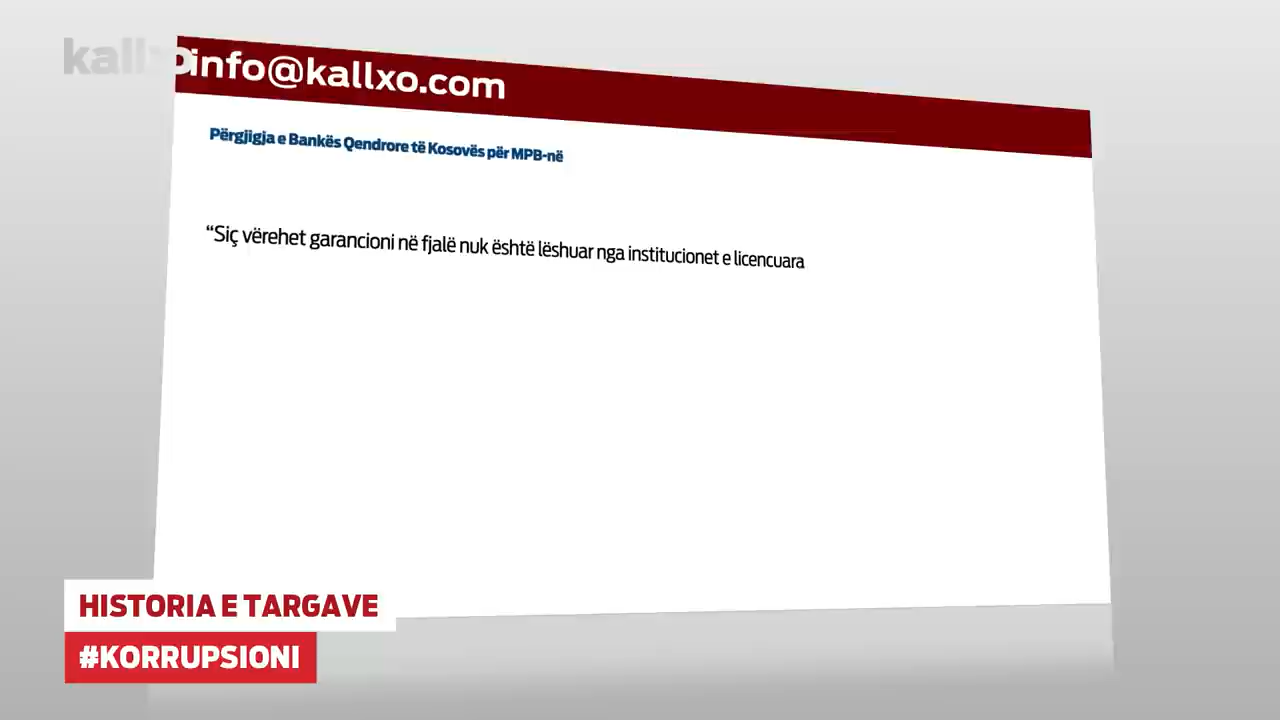 kallxo
info@kallxo.com
Përgjigja e Bankës Qendrore të Kosovës për MPB-në
“Siç vërehet garancioni në fjalë nuk është lëshuar nga institucionet e licencuara
HISTORIA E TARGAVE
#KORRUPSIONI